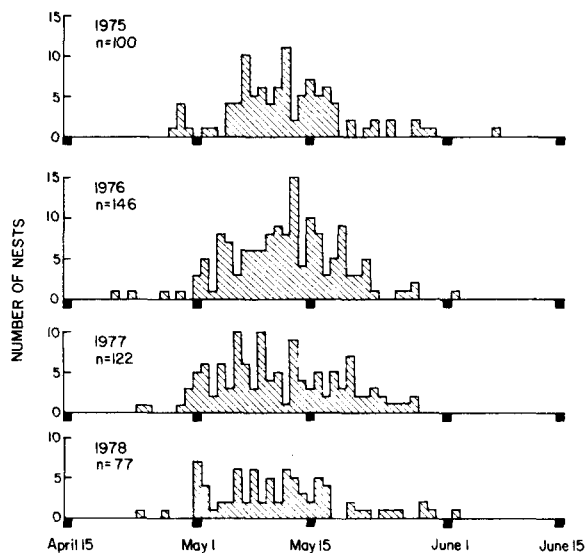 15
1975
n=100
10
5
0
15
1976
n=146
10
5
0
NUMBER OF NESTS
10
1977
n=122
5
0
10
1978
n=77
5
0
April 15
May 1
May 15
June 1
June 15